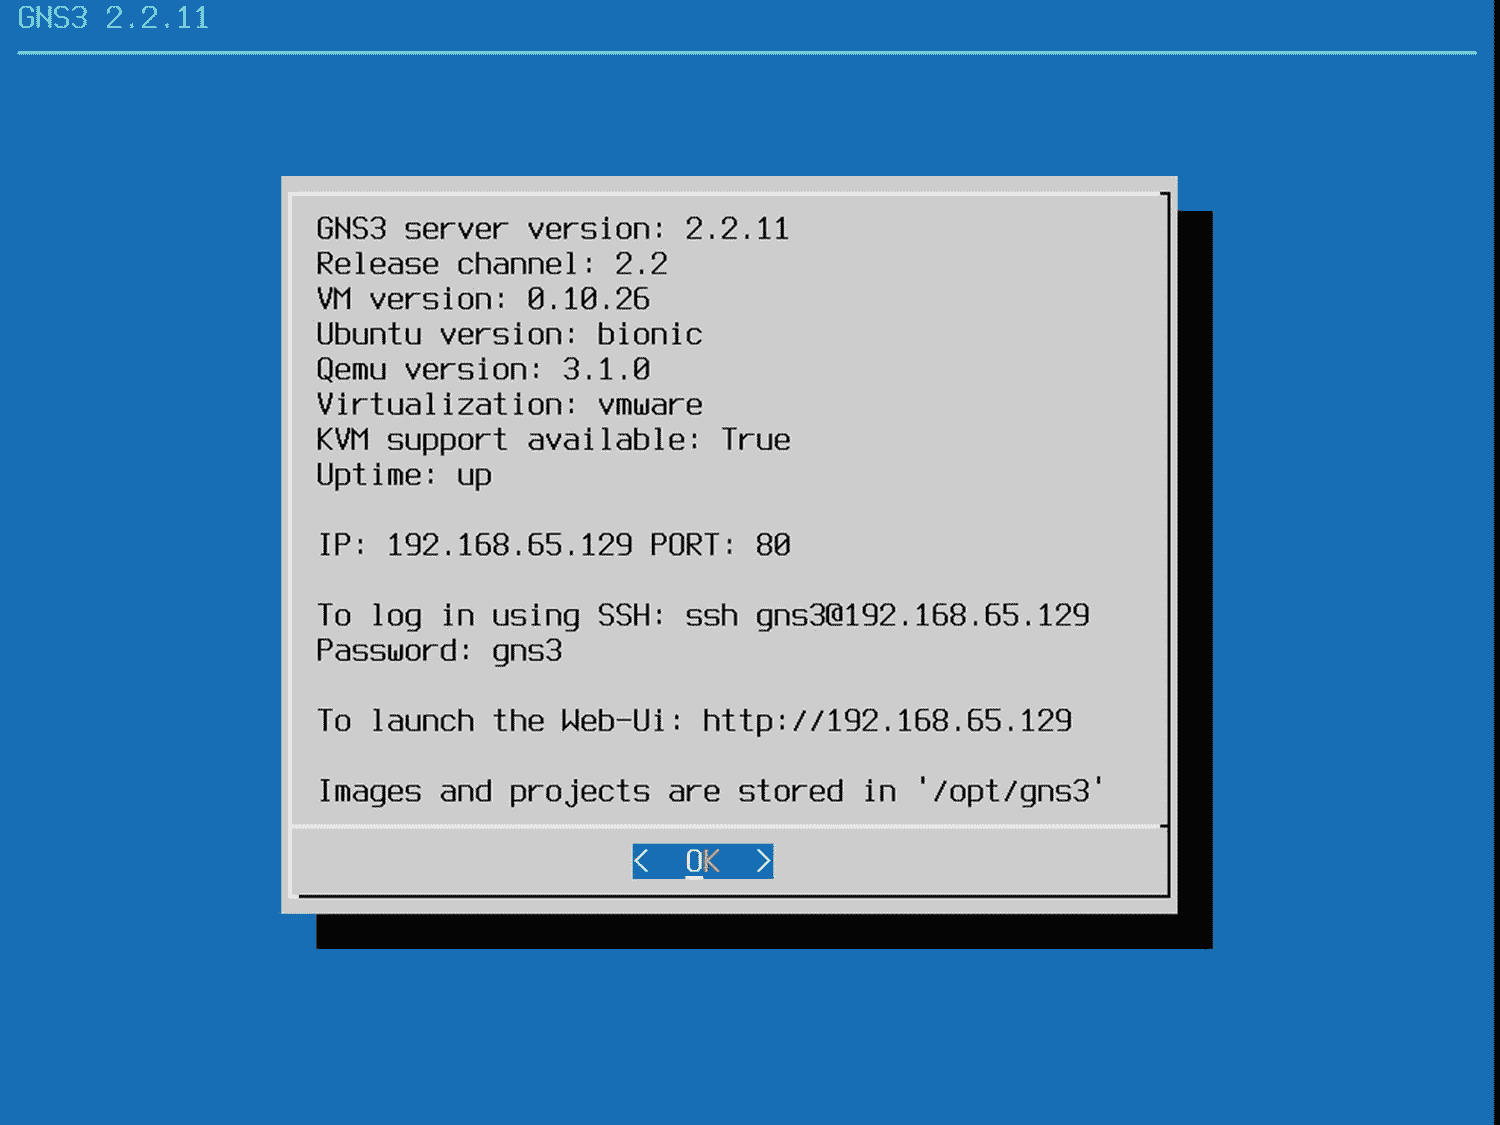 GNS3 2.2.11
GNS3 server version: 2.2.11
Release channel: 2.2
VM version: 0.10.26
Ubuntu version: bionic
Qemu version: 3.1.0
Virtualization: vmware
KVM support available: True
Uptime: up
IP: 192.168.65.129 PORT: 80
To log in using SSH: ssh gns3@192.168.65.129
Password: gns3
To launch the Web-Ui: http://192.168.65.129
Images and projects are stored in '/opt/gns3'
<  OK  >